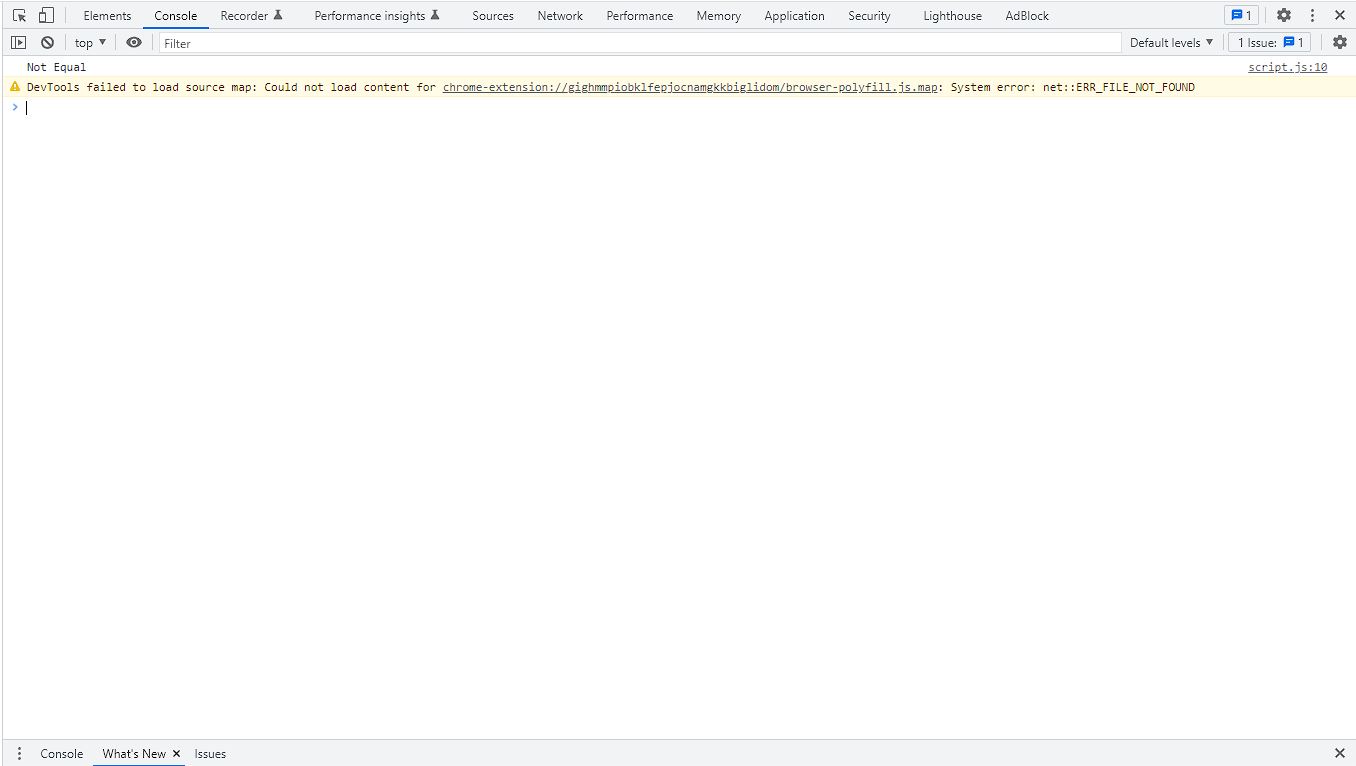 Elements Console Recorder Performance insights Sources Network Performance Memory Application Security Lighthouse AdBlock 1
top Filter Default levels 1 Issue: 1
Not Equal script.js:10
DevTools failed to load source map: Could not load content for chrome-extension://gighmmpiobklfepjocnamgkkbiglidom/browser-polyfill.js.map: System error: net::ERR_FILE_NOT_FOUND
Console What's New Issues